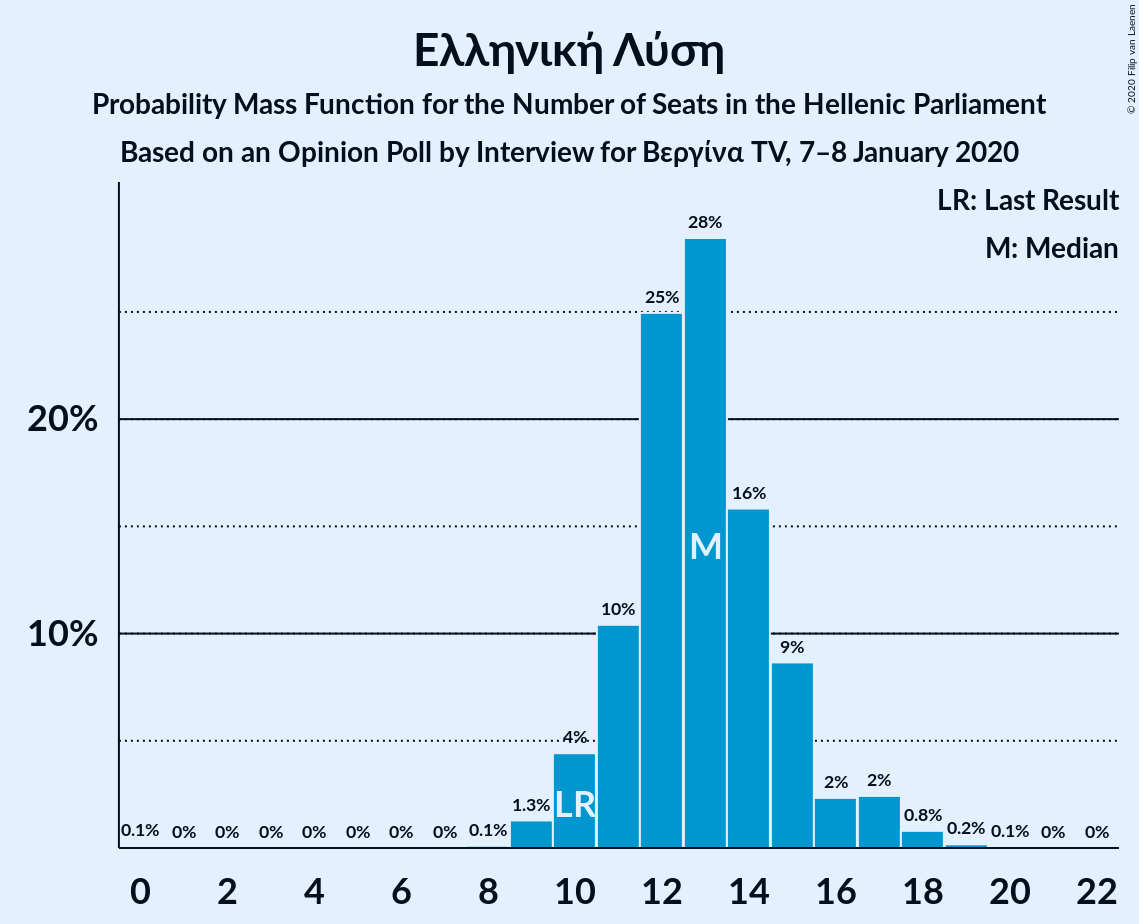 Ελληνική Λύση
Probability Mass Function for the Number of Seats in the Hellenic Parliament
Based on an Opinion Poll by Interview for Βεργίνα TV, 7–8 January 2020
© 2020 Filip van Laenen
LR: Last Result
M: Median
28%
25%
20%
16%
M
10%
10%
9%
4%
LR
2%
2%
1.3%
0.8%
0.1% 0% 0% 0% 0% 0% 0% 0% 0.1% 0.2% 0.1% 0% 0%
0 2 4 6 8 10 12 14 16 18 20 22